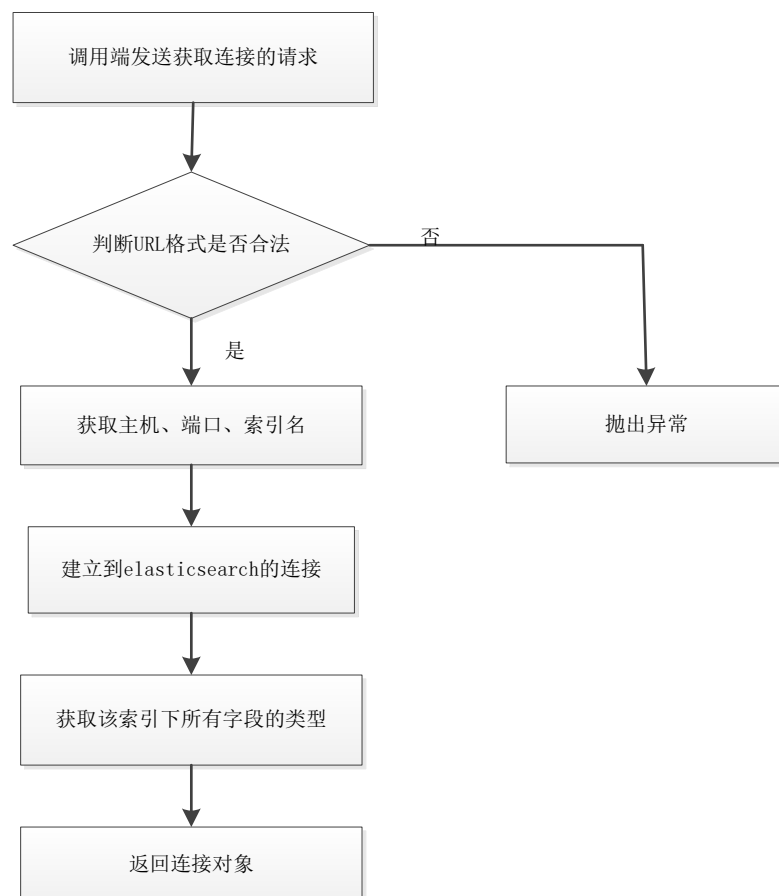 调用端发送获取连接的请求
判断URL格式是否合法
否
是
获取主机、端口、索引名
抛出异常
建立到elasticsearch的连接
获取该索引下所有字段的类型
返回连接对象